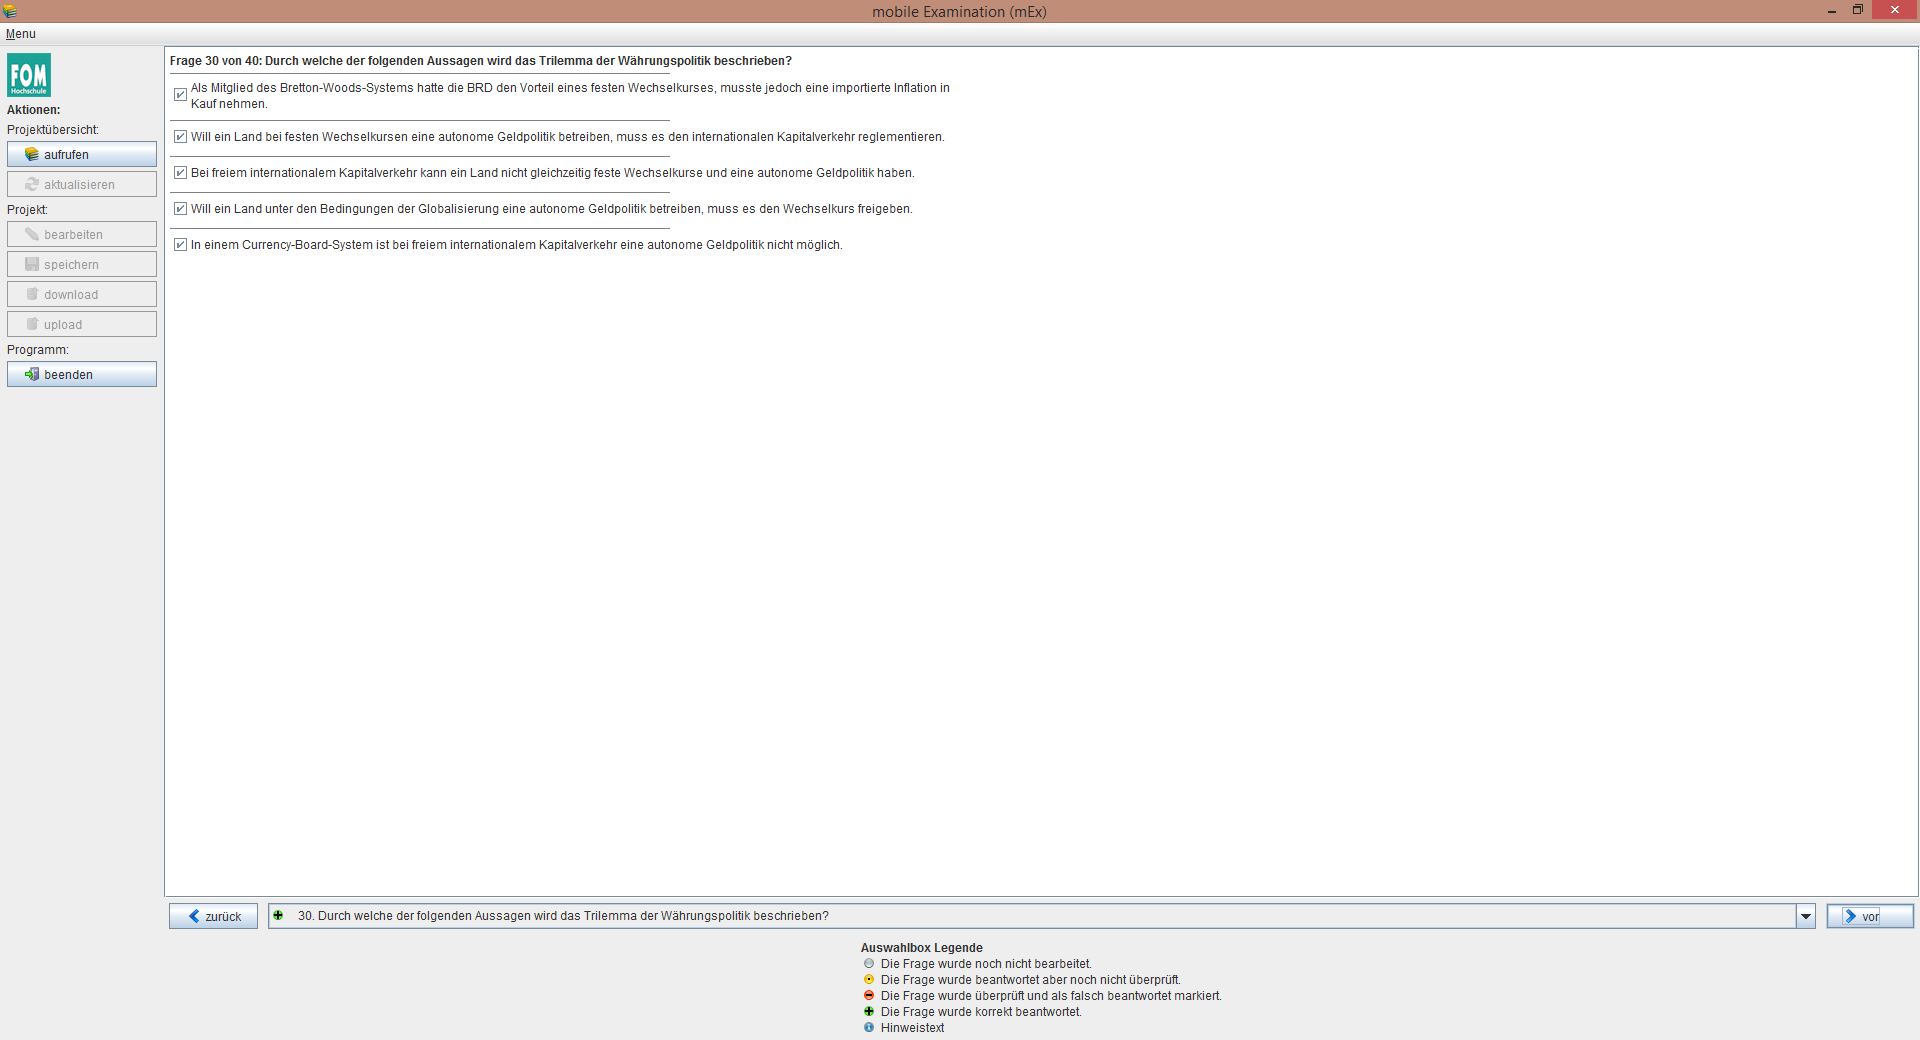 mobile Examination (mEx)
Menu
FOM
Hochschule
Aktionen:
Projektübersicht:
aufrufen
aktualisieren
Projekt:
bearbeiten
speichern
download
upload
Programm:
beenden
Frage 30 von 40: Durch welche der folgenden Aussagen wird das Trilemma der Währungspolitik beschrieben?
Als Mitglied des Bretton-Woods-Systems hatte die BRD den Vorteil eines festen Wechselkurses, musste jedoch eine importierte Inflation in
Kauf nehmen.
Will ein Land bei festen Wechselkursen eine autonome Geldpolitik betreiben, muss es den internationalen Kapitalverkehr reglementieren.
Bei freiem internationalem Kapitalverkehr kann ein Land nicht gleichzeitig feste Wechselkurse und eine autonome Geldpolitik haben.
Will ein Land unter den Bedingungen der Globalisierung eine autonome Geldpolitik betreiben, muss es den Wechselkurs freigeben.
In einem Currency-Board-System ist bei freiem internationalem Kapitalverkehr eine autonome Geldpolitik nicht möglich.
zurück
30. Durch welche der folgenden Aussagen wird das Trilemma der Währungspolitik beschrieben?
vor
Auswahlbox Legende
Die Frage wurde noch nicht bearbeitet.
Die Frage wurde beantwortet aber noch nicht überprüft.
Die Frage wurde überprüft und als falsch beantwortet markiert.
Die Frage wurde korrekt beantwortet.
Hinweistext